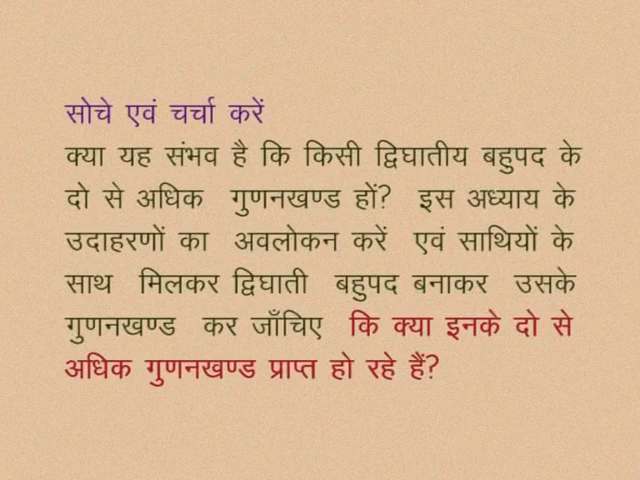 सोचे एवं चर्चा करें
क्या यह संभव है कि किसी द्विघातीय बहुपद के
दो से अधिक गुणनखण्ड हों? इस अध्याय के
उदाहरणों का अवलोकन करें एवं साथियों के
साथ मिलकर द्विघाती बहुपद बनाकर उसके
गुणनखण्ड कर जाँचिए कि क्या इनके दो से
अधिक गुणनखण्ड प्राप्त हो रहे हैं?